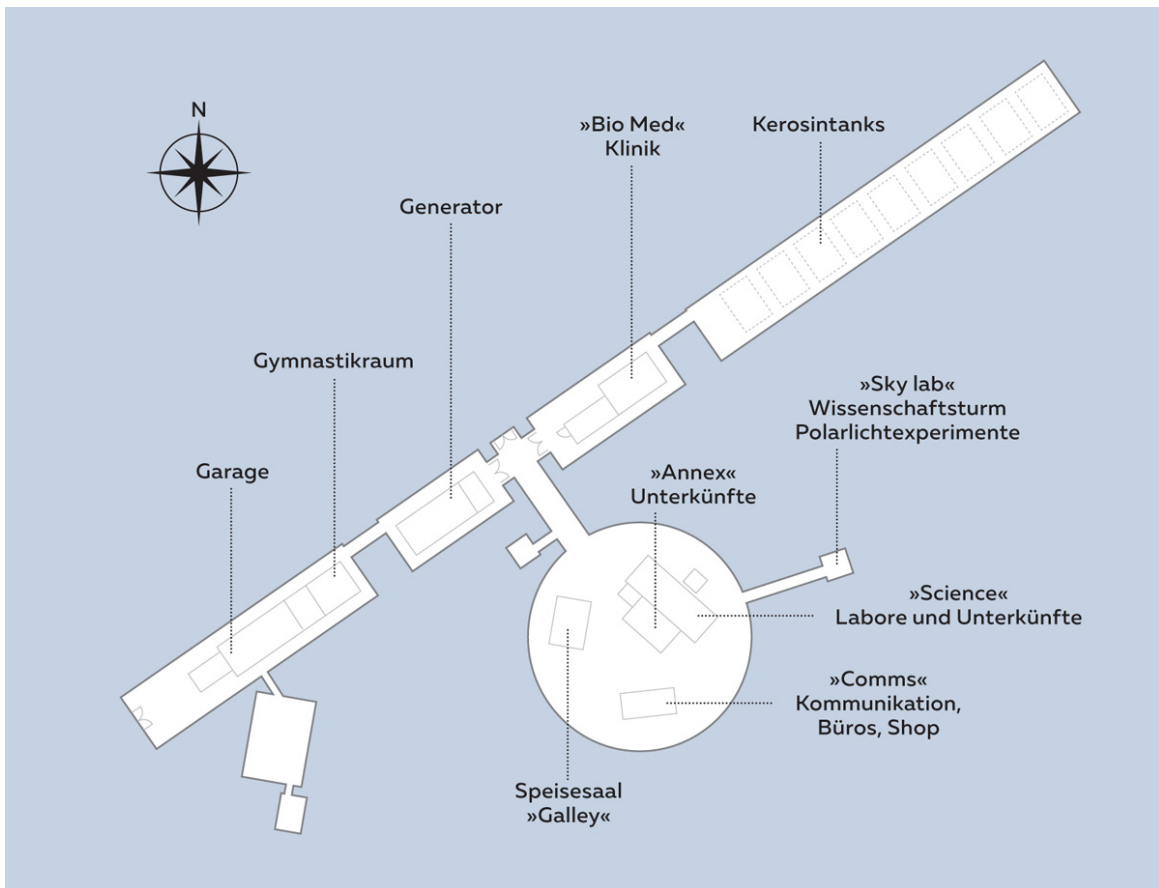 N
»Bio Med«
Klinik
Kerosintanks
Generator
Gymnastikraum
»Sky lab«
Wissenschaftsturm
Polarlichtexperimente
Garage
»Annex«
Unterkünfte
»Science«
Labore und Unterkünfte
»Comms«
Kommunikation,
Büros, Shop
Speisesaal
»Galley«